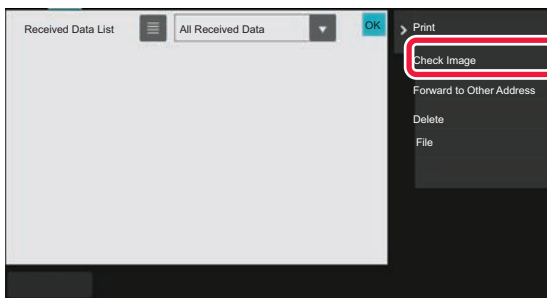 Received Data List
All Received Data
OK
Print
Check Image
Forward to Other Address
Delete
File